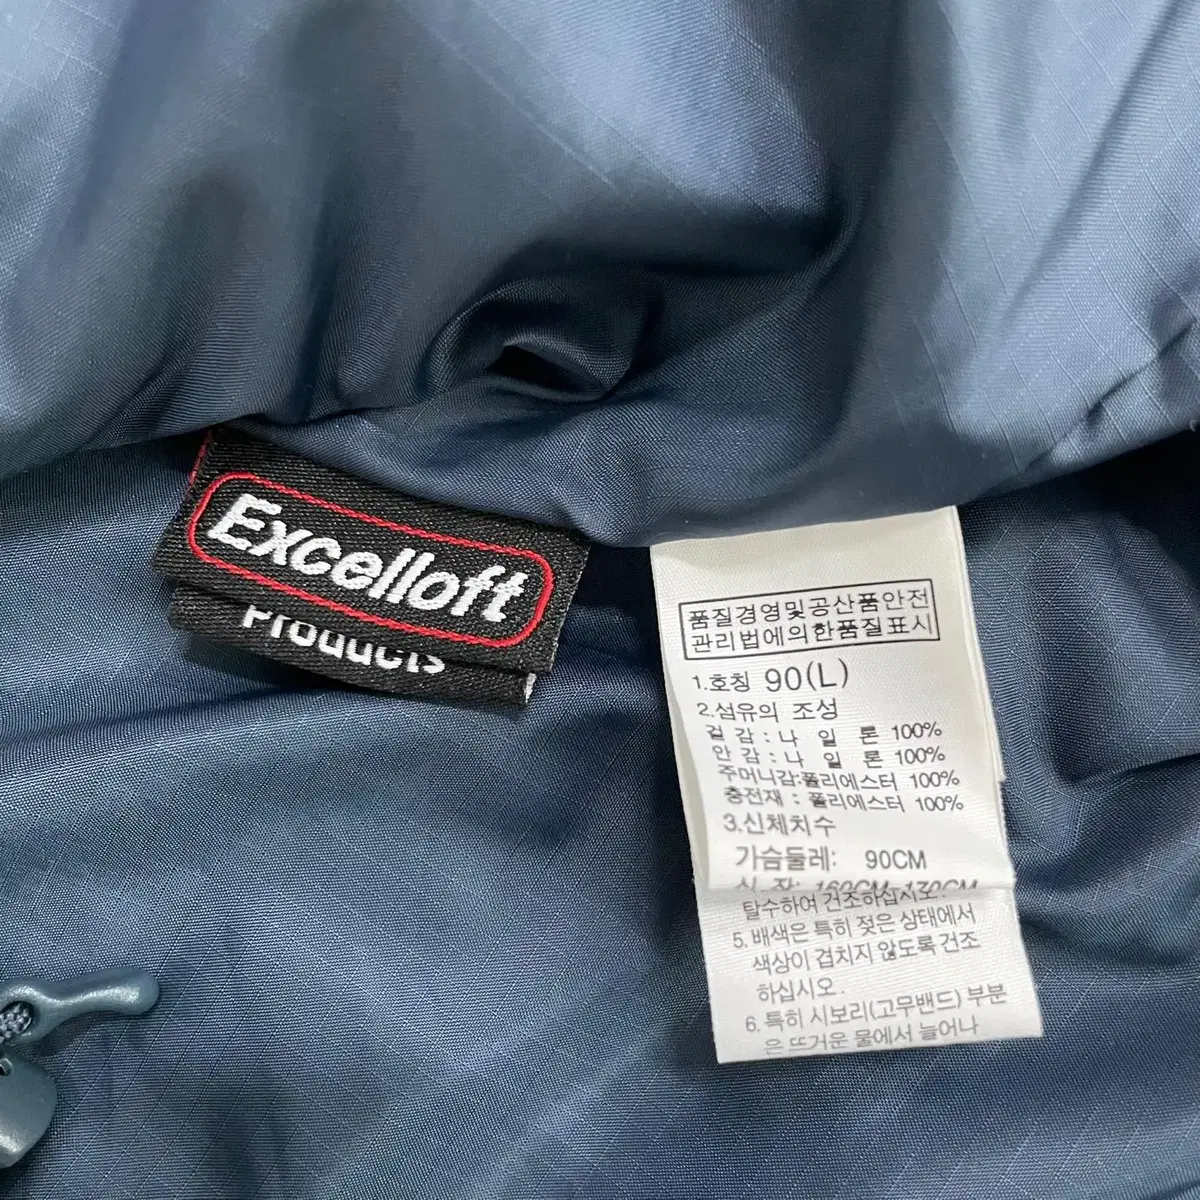 Excelloft
Products
품질경영및공산품안전
관리법에의한품질표시
1.호칭 90(L)
2.섬유의 조성
겉 감 : 나 일 론 100%
안 감 : 나 일 론 100%
주머니감:폴리에스터 100%
충전재 : 폴리에스터 100%
3.신체치수
가슴둘레: 90CM
신 장: 160CM-170CM
탈수하여 건조하십시오.
5. 배색은 특히 젖은 상태에서
색상이 겹치지 않도록 건조
하십시오.
6. 특히 시보리(고무밴드) 부분
은 뜨거운 물에서 늘어나